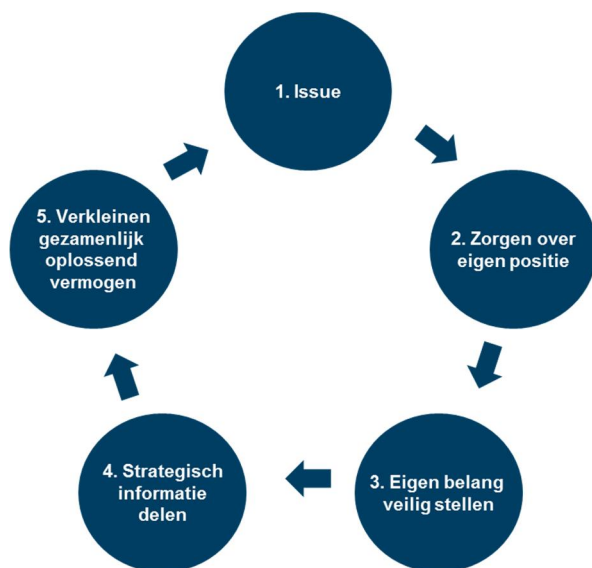 1. Issue
2. Zorgen over
eigen positie
3. Eigen belang
veilig stellen
4. Strategisch
informatie
delen
5. Verkleinen
gezamenlijk
oplossend
vermogen